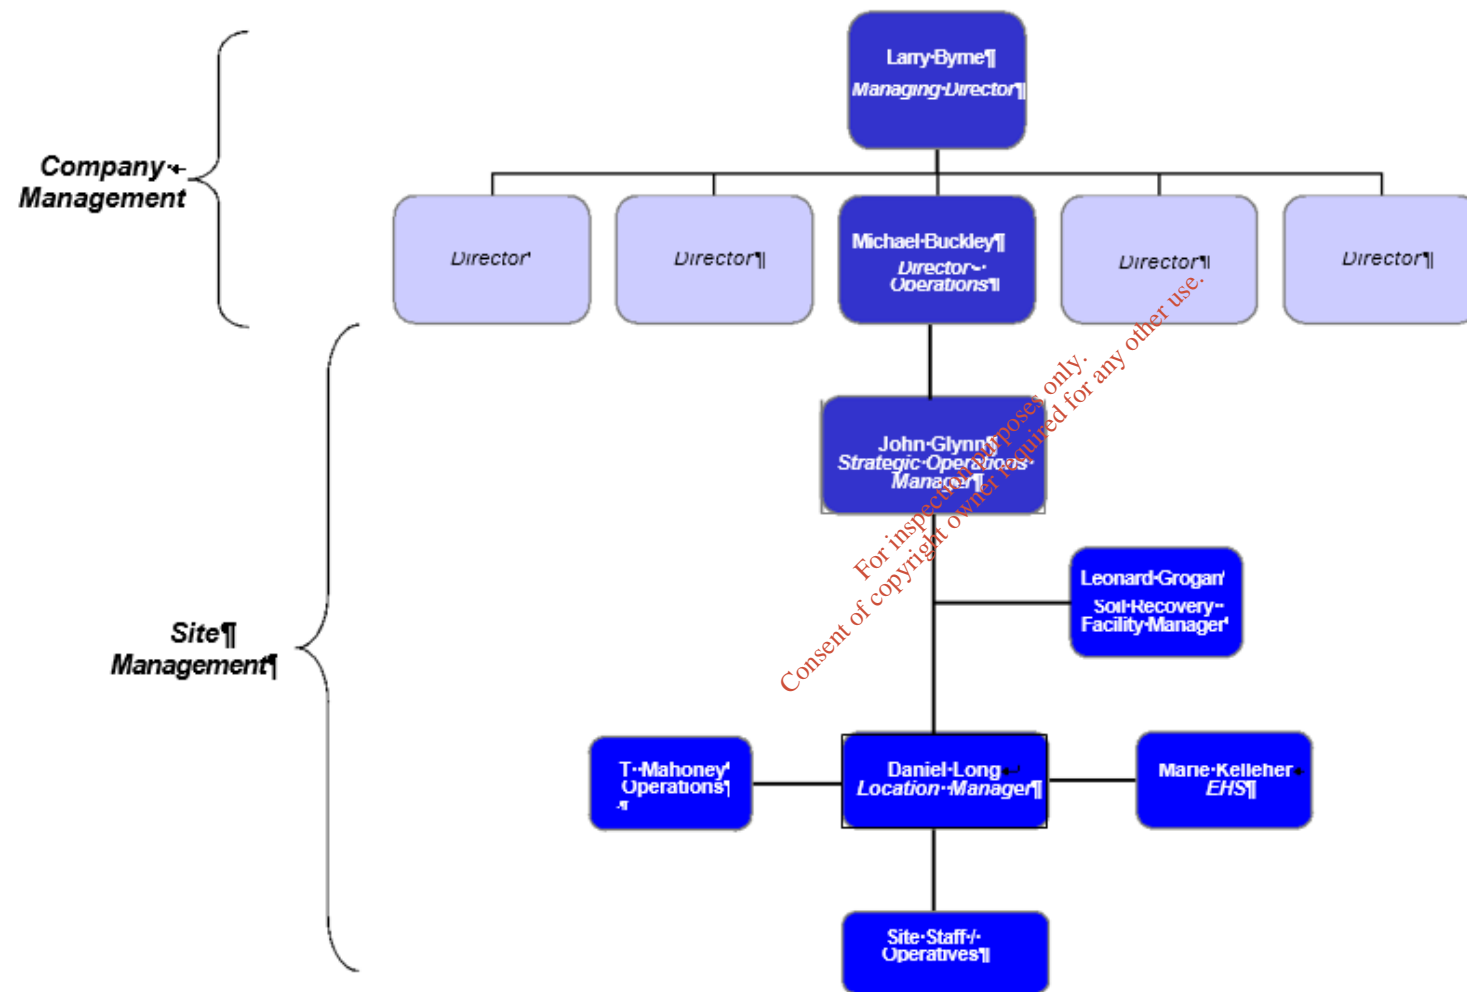 Larry·Byrne¶
Managing·Director¶
Company·←
Management
Director¶
Director¶
Michael·Buckley¶
Director·-·
Operations¶
Director¶
Director¶
John·Glynn¶
Strategic·Operations·
Manager¶
For inspection purposes only.
Consent of copyright owner required for any other use.
Leonard·Grogan¶
Soil·Recovery·-
Facility·Manager¶
Site¶
Management¶
T··Mahoney¶
Operations¶
¶
Daniel·Long↵
Location··Manager¶
Marie·Kelleher
EHS¶
Site·Staff·/·
Operatives¶